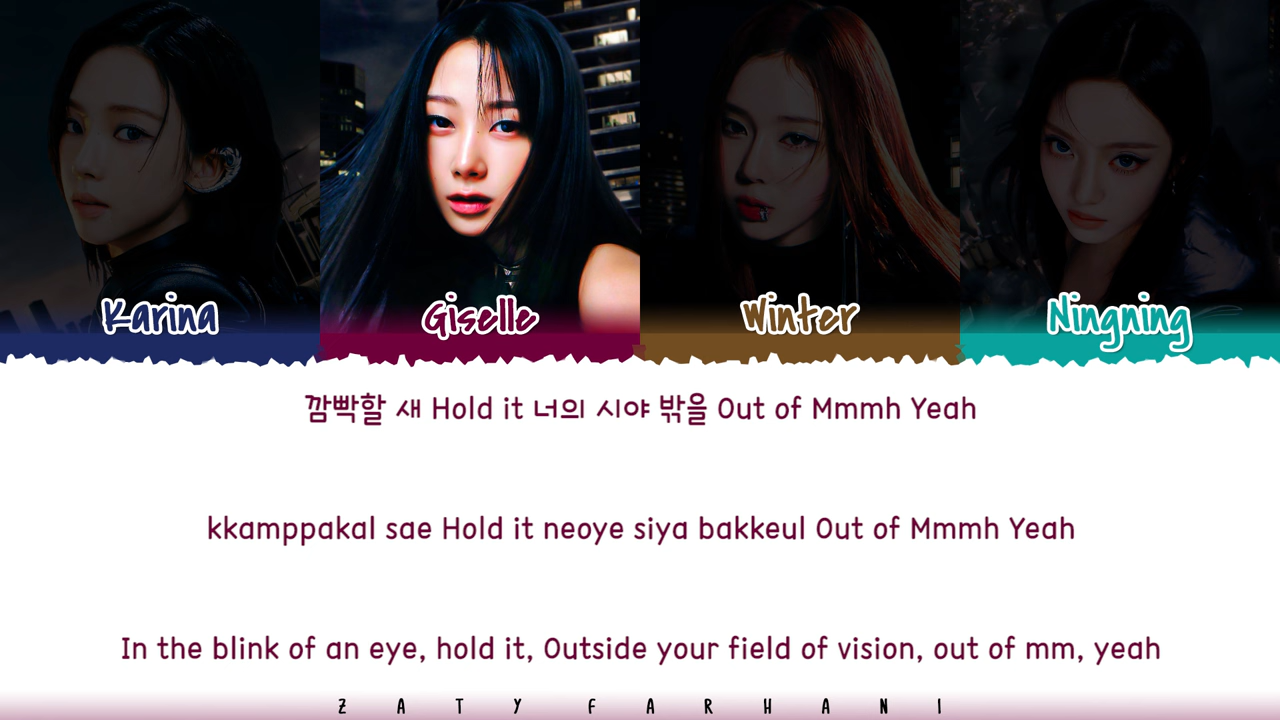 Karina
Giselle
Winter
Ningning
깜빡할 새 Hold it 너의 시야 밖을 Out of Mmmh Yeah
kkamppakal sae Hold it neoye siya bakkeul Out of Mmmh Yeah
In the blink of an eye, hold it, Outside your field of vision, out of mm, yeah
ZATY FARHANI